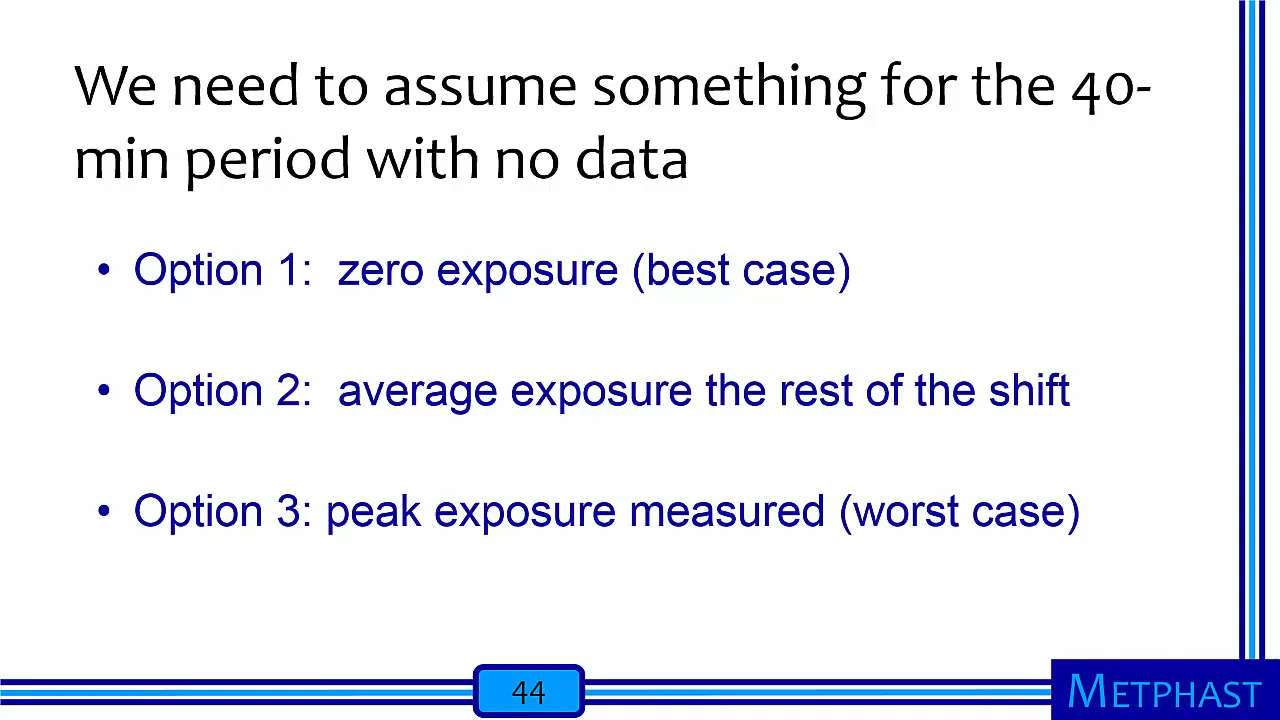 We need to assume something for the 40-
min period with no data
• Option 1:  zero exposure (best case)
• Option 2:  average exposure the rest of the shift
• Option 3: peak exposure measured (worst case)
44
METPHAST